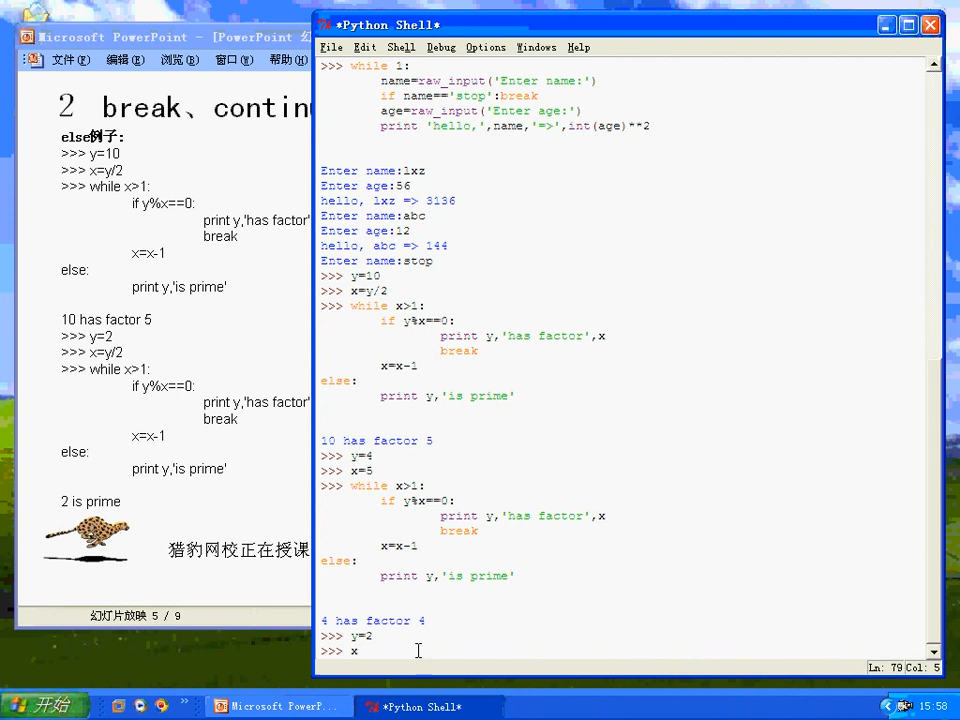 Microsoft PowerPoint - [PowerPoint 幻
文件(F) 编辑(E) 浏览(B) 窗口(W) 帮助(H)
2 break、continu
else例子:
>>> y=10
>>> x=y/2
>>> while x>1:
if y%x==0:
print y,'has factor'
break
x=x-1
else:
print y,'is prime'
10 has factor 5
>>> y=2
>>> x=y/2
>>> while x>1:
if y%x==0:
print y,'has factor'
break
x=x-1
else:
print y,'is prime'
2 is prime
猎豹网校正在授课
幻灯片放映 5 / 9
*Python Shell*
File Edit Shell Debug Options Windows Help
>>> while 1:
name=raw_input('Enter name:')
if name=='stop':break
age=raw_input('Enter age:')
print 'hello,',name,'=>',int(age)**2
Enter name:lxz
Enter age:56
hello, lxz => 3136
Enter name:abc
Enter age:12
hello, abc => 144
Enter name:stop
>>> y=10
>>> x=y/2
>>> while x>1:
if y%x==0:
print y,'has factor',x
break
x=x-1
else:
print y,'is prime'
10 has factor 5
>>> y=4
>>> x=5
>>> while x>1:
if y%x==0:
print y,'has factor',x
break
x=x-1
else:
print y,'is prime'
4 has factor 4
>>> y=2
>>> x
Ln: 79 Col: 5
开始 Microsoft PowerP... *Python Shell* 15:58